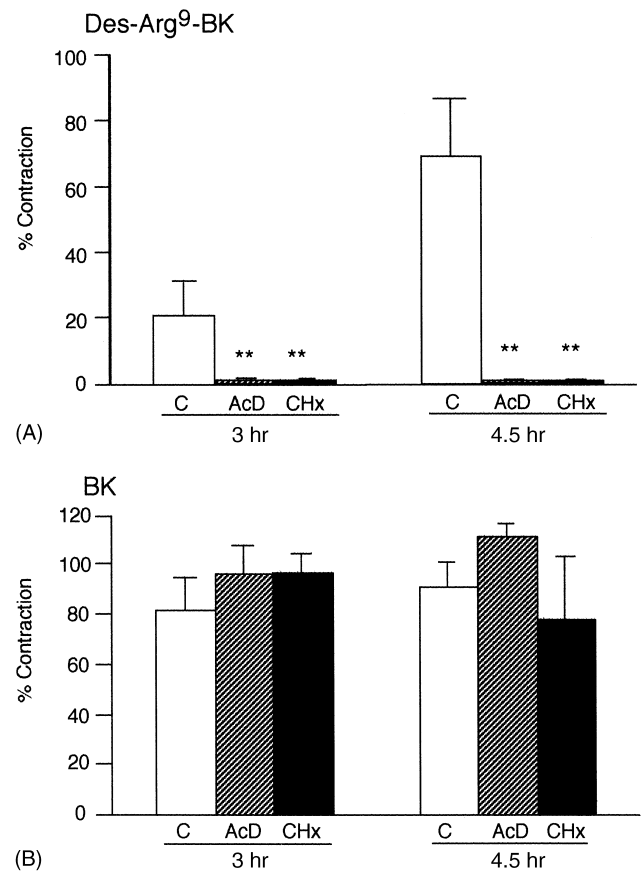 Des-Arg9-BK
100
80
60
40
20
0
% Contraction
** ** ** **
C AcD CHx C AcD CHx
(A) 3 hr 4.5 hr
BK
120
100
80
60
40
20
0
% Contraction
C AcD CHx C AcD CHx
3 hr 4.5 hr
(B)